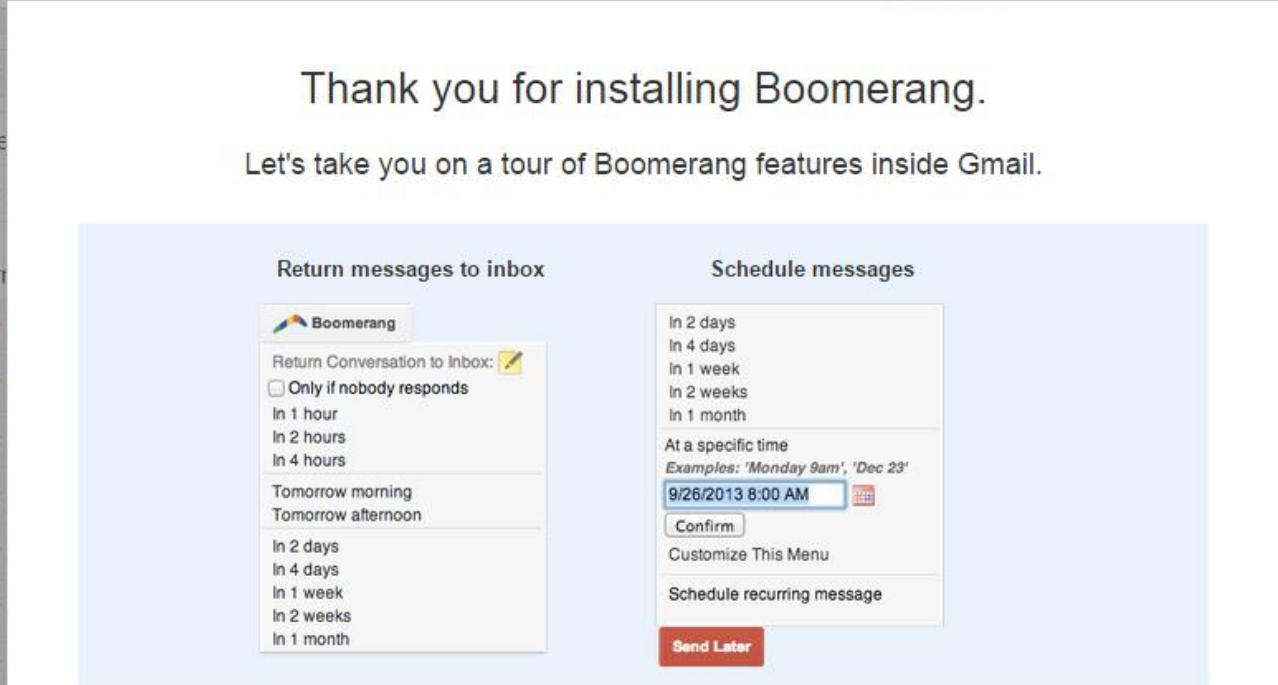 Thank you for installing Boomerang.
Let's take you on a tour of Boomerang features inside Gmail.
Return messages to inbox
Boomerang
Return Conversation to Inbox:
Only if nobody responds
In 1 hour
In 2 hours
In 4 hours
Tomorrow morning
Tomorrow afternoon
In 2 days
In 4 days
In 1 week
In 2 weeks
In 1 month
Schedule messages
In 2 days
In 4 days
In 1 week
In 2 weeks
In 1 month
At a specific time
Examples: 'Monday 9am', 'Dec 23'
9/26/2013 8:00 AM
Confirm
Customize This Menu
Schedule recurring message
Send Later